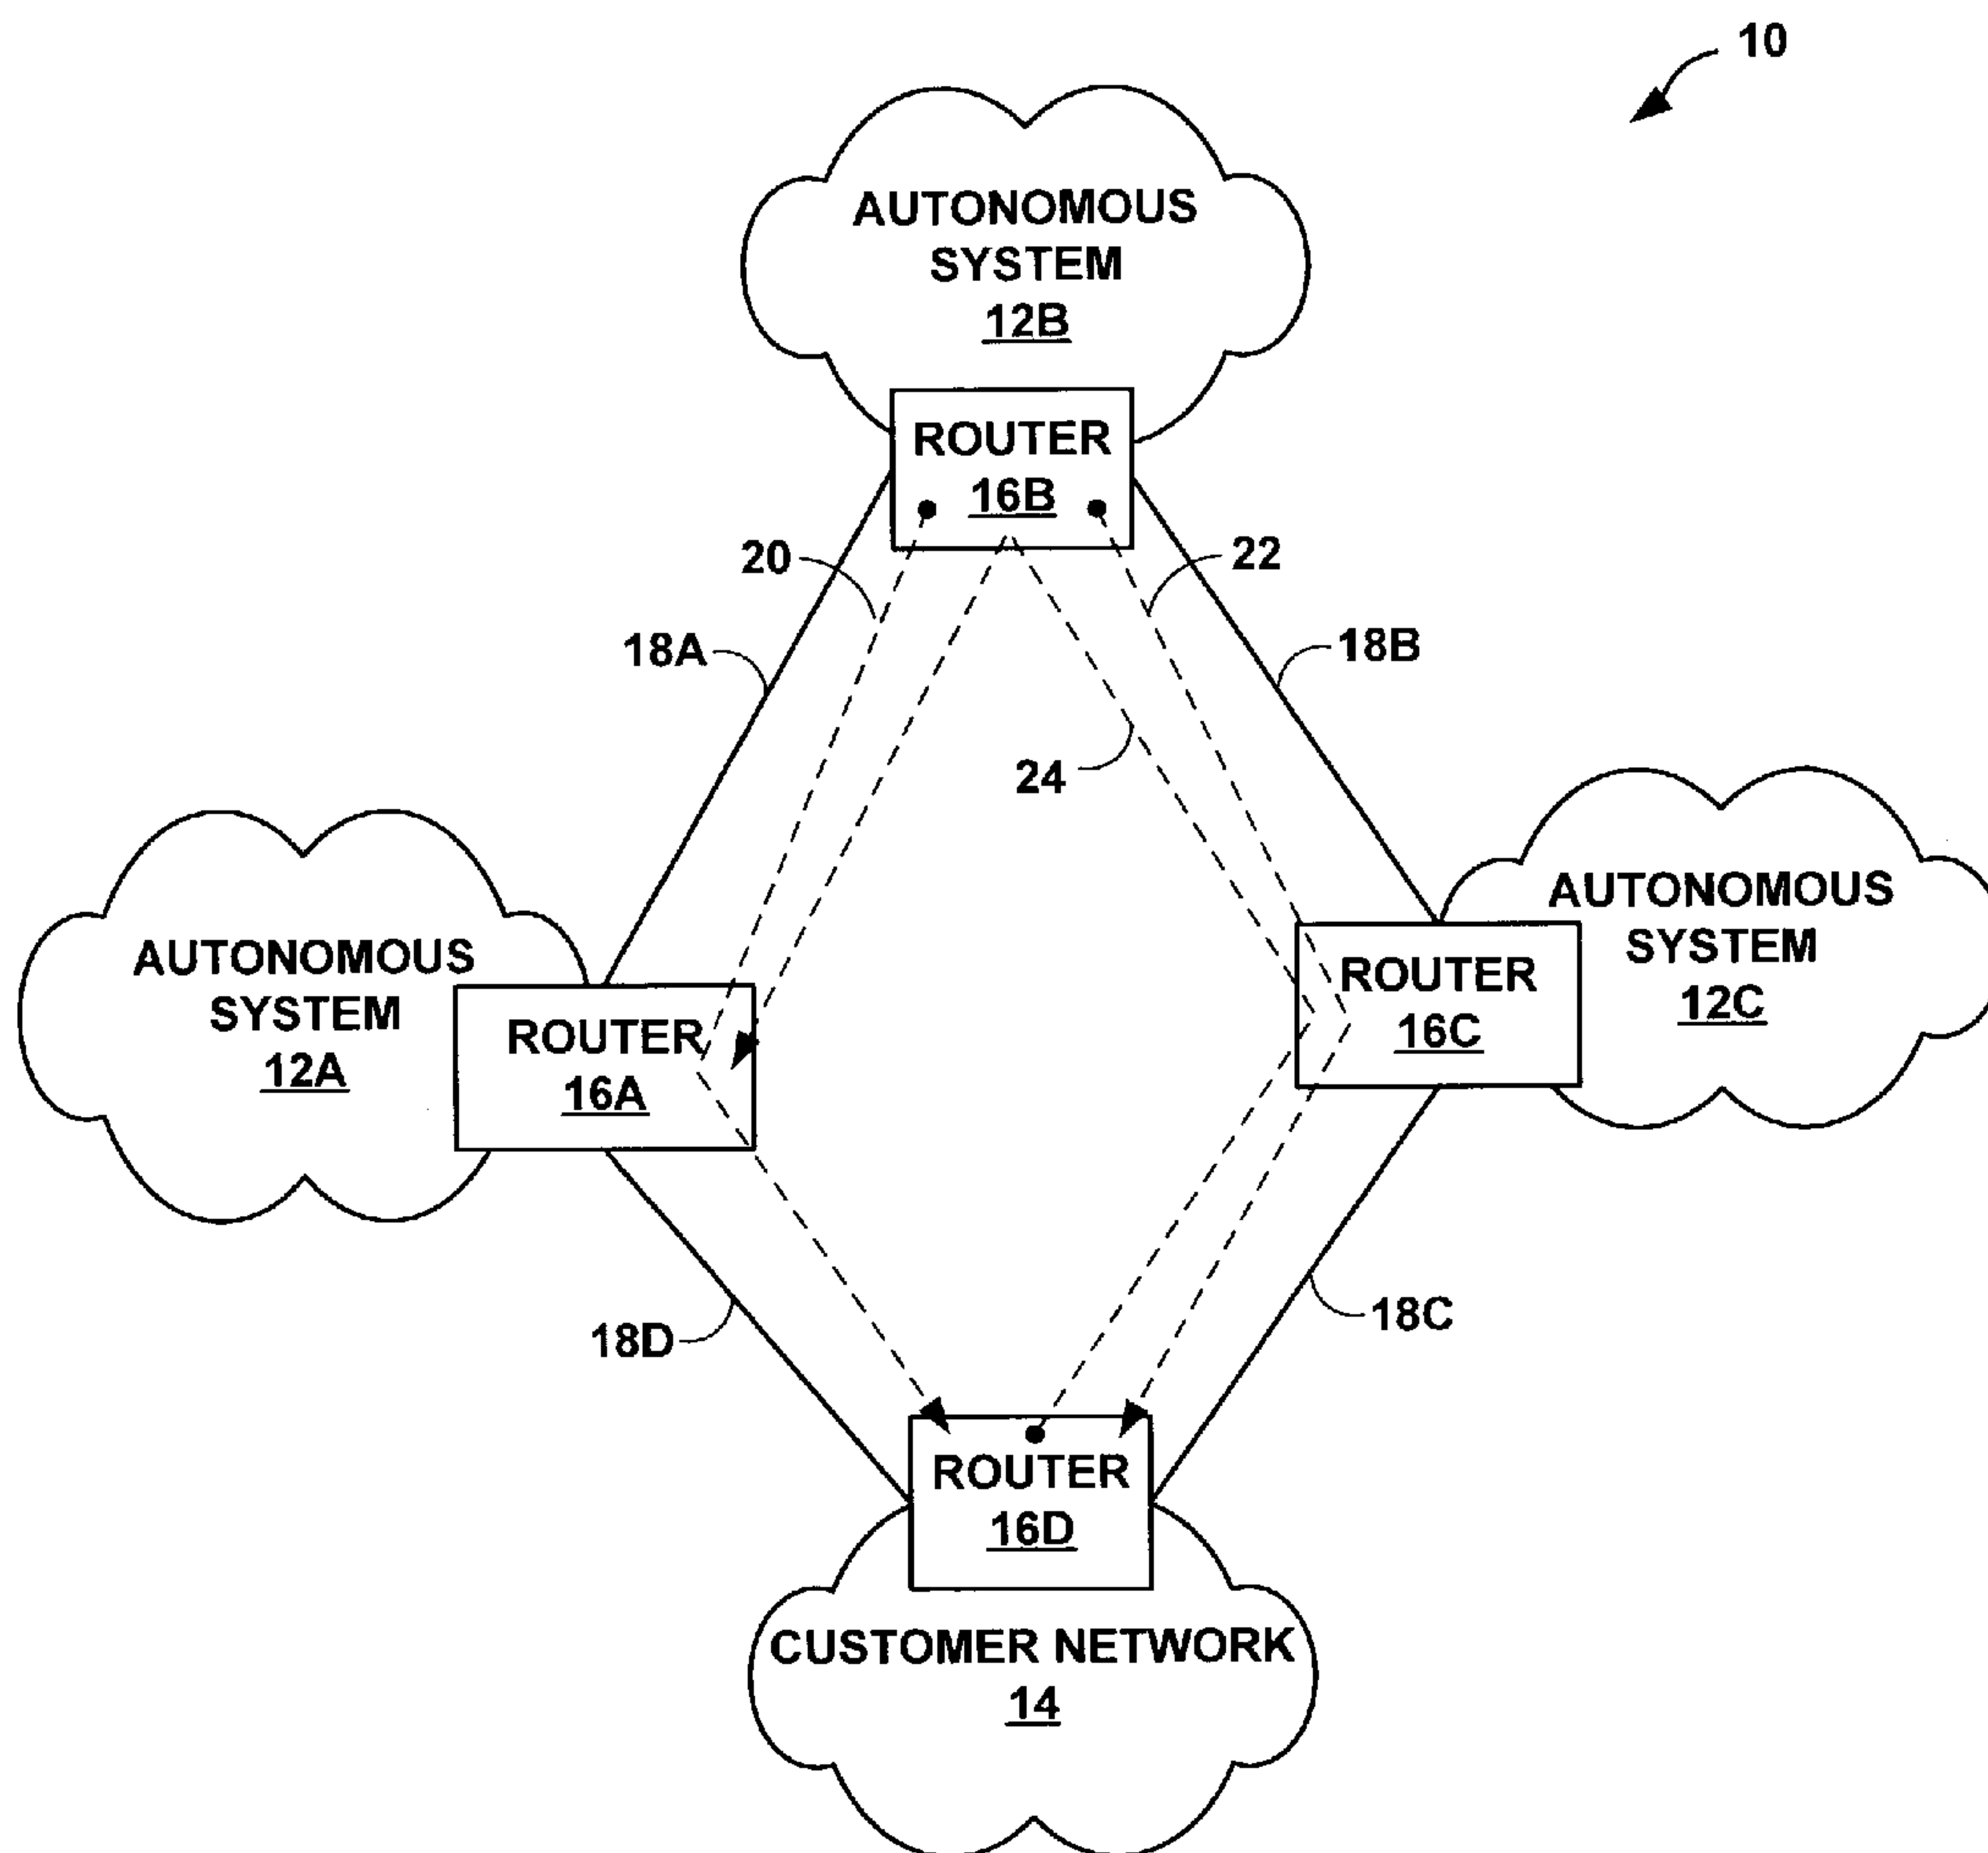 10
AUTONOMOUS
SYSTEM
12B
ROUTER
16B
20
22
18A
18B
24
AUTONOMOUS
SYSTEM
12C
ROUTER
16C
AUTONOMOUS
SYSTEM
12A
ROUTER
16A
18D
18C
ROUTER
16D
CUSTOMER NETWORK
14